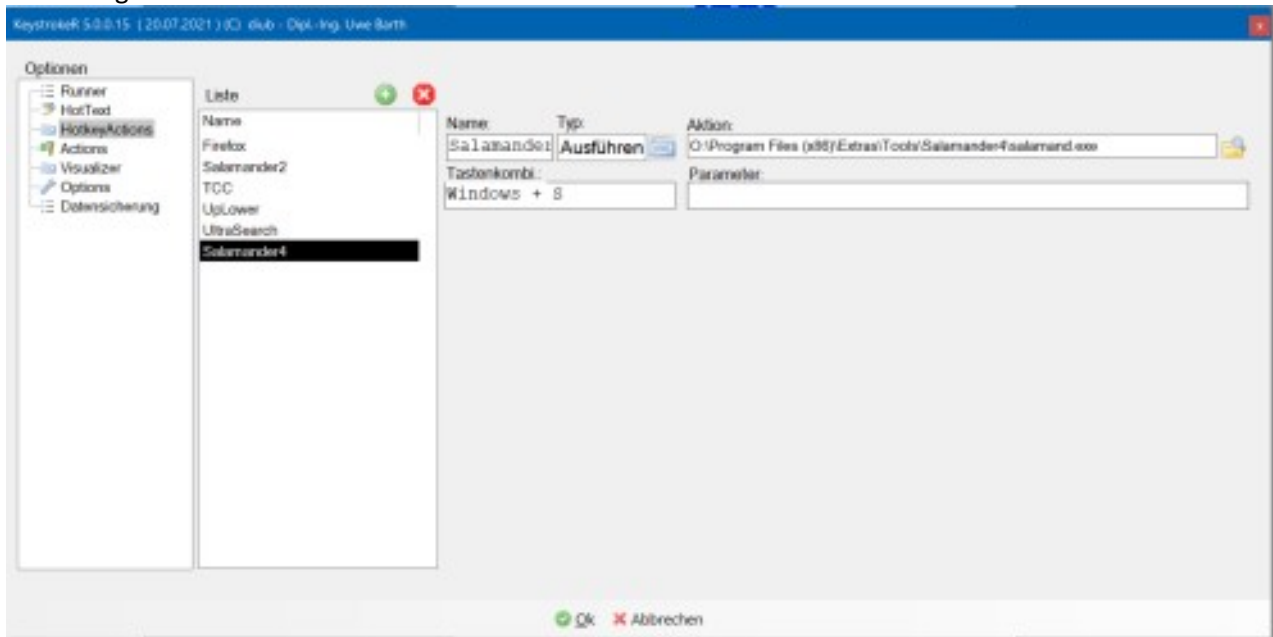 KeystrokeR 5.0.0.15 ( 20.07.2021 ) (C) diub - Dipl.-Ing. Uwe Barth
Optionen
Runner
HotText
HotkeyActions
Actions
Visualizer
Options
Datensicherung
Liste
Name
Firefox
Salamander2
TCC
UpLower
UltraSearch
Salamander4
Name: Typ: Aktion:
Salamander Ausführen O:\Program Files (x86)\Extras\Tools\Salamander4\salamand.exe
Tastenkombi.: Parameter:
Windows + S
Ok Abbrechen